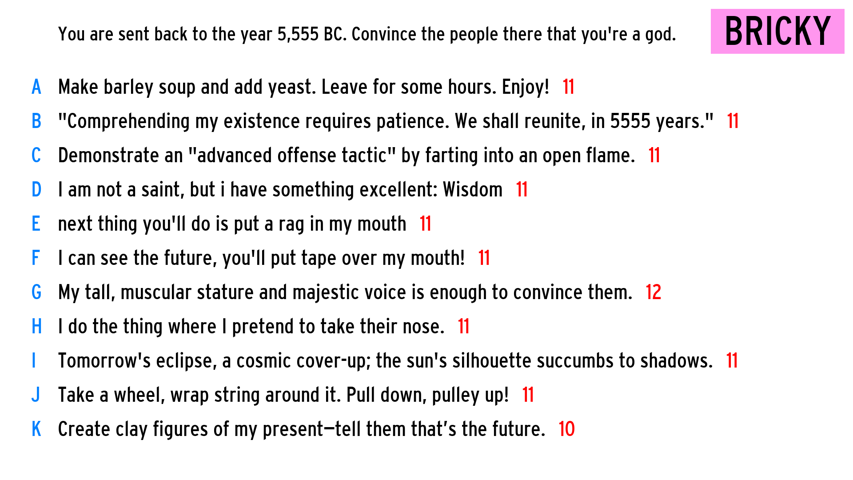 You are sent back to the year 5,555 BC. Convince the people there that you're a god.
BRICKY
A Make barley soup and add yeast. Leave for some hours. Enjoy! 11
B "Comprehending my existence requires patience. We shall reunite, in 5555 years." 11
C Demonstrate an "advanced offense tactic" by farting into an open flame. 11
D I am not a saint, but i have something excellent: Wisdom 11
E next thing you'll do is put a rag in my mouth 11
F I can see the future, you'll put tape over my mouth! 11
G My tall, muscular stature and majestic voice is enough to convince them. 12
H I do the thing where I pretend to take their nose. 11
I Tomorrow's eclipse, a cosmic cover-up; the sun's silhouette succumbs to shadows. 11
J Take a wheel, wrap string around it. Pull down, pulley up! 11
K Create clay figures of my present—tell them that’s the future. 10